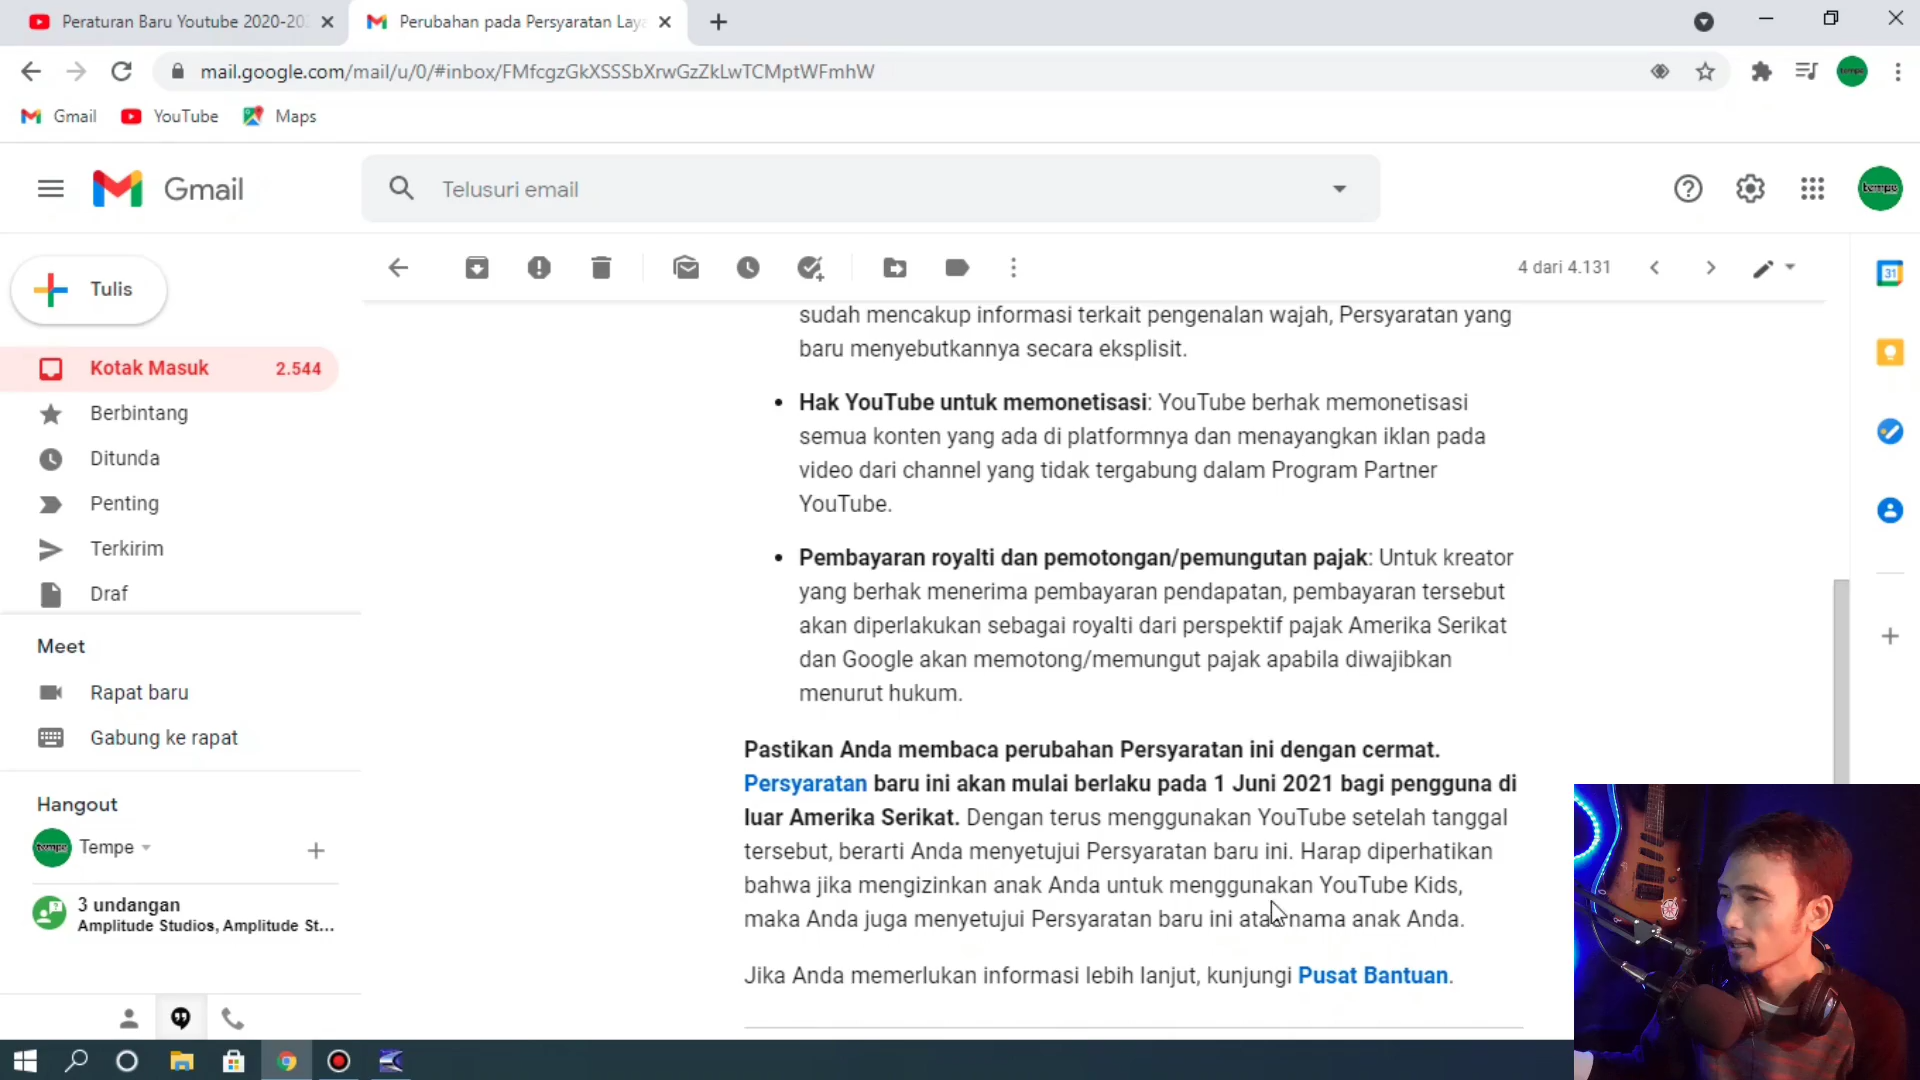 Peraturan Baru Youtube 2020-20
Perubahan pada Persyaratan Laya
mail.google.com/mail/u/0/#inbox/FMfcgzGkXSSSbXrwGzZkLwTCMptWFmhW
Gmail
YouTube
Maps
Gmail
Telusuri email
tempe
4 dari 4.131
31
Tulis
Kotak Masuk 2.544
Berbintang
Ditunda
Penting
Terkirim
Draf
Meet
Rapat baru
Gabung ke rapat
Hangout
tempe
Tempe
3 undangan
Amplitude Studios, Amplitude St...
sudah mencakup informasi terkait pengenalan wajah, Persyaratan yang
baru menyebutkannya secara eksplisit.
• Hak YouTube untuk memonetisasi: YouTube berhak memonetisasi
semua konten yang ada di platformnya dan menayangkan iklan pada
video dari channel yang tidak tergabung dalam Program Partner
YouTube.
• Pembayaran royalti dan pemotongan/pemungutan pajak: Untuk kreator
yang berhak menerima pembayaran pendapatan, pembayaran tersebut
akan diperlakukan sebagai royalti dari perspektif pajak Amerika Serikat
dan Google akan memotong/memungut pajak apabila diwajibkan
menurut hukum.
Pastikan Anda membaca perubahan Persyaratan ini dengan cermat.
Persyaratan baru ini akan mulai berlaku pada 1 Juni 2021 bagi pengguna di
luar Amerika Serikat. Dengan terus menggunakan YouTube setelah tanggal
tersebut, berarti Anda menyetujui Persyaratan baru ini. Harap diperhatikan
bahwa jika mengizinkan anak Anda untuk menggunakan YouTube Kids,
maka Anda juga menyetujui Persyaratan baru ini atas nama anak Anda.
Jika Anda memerlukan informasi lebih lanjut, kunjungi Pusat Bantuan.